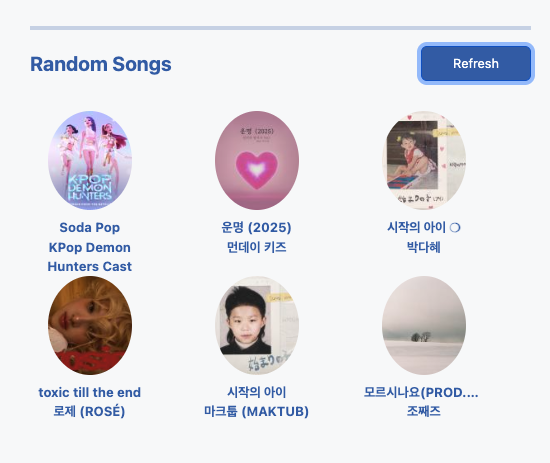 Random Songs
Refresh
KPOP
DEMON
HUNTERS
운명 (2025)
Soda Pop
KPop Demon
Hunters Cast
운명 (2025)
먼데이 키즈
시작의 아이 ❍
박다혜
toxic till the end
로제 (ROSÉ)
시작의 아이
마크툽 (MAKTUB)
모르시나요(PROD....
조째즈